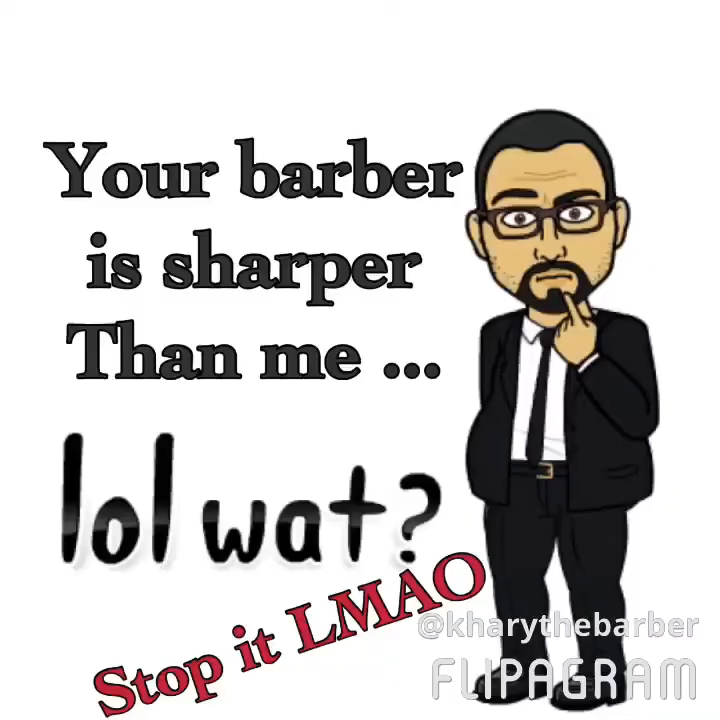 Your barber
is sharper
Than me ...
lol wat?
Stop it LMAO
@kharythebarber
FLIPAGRAM